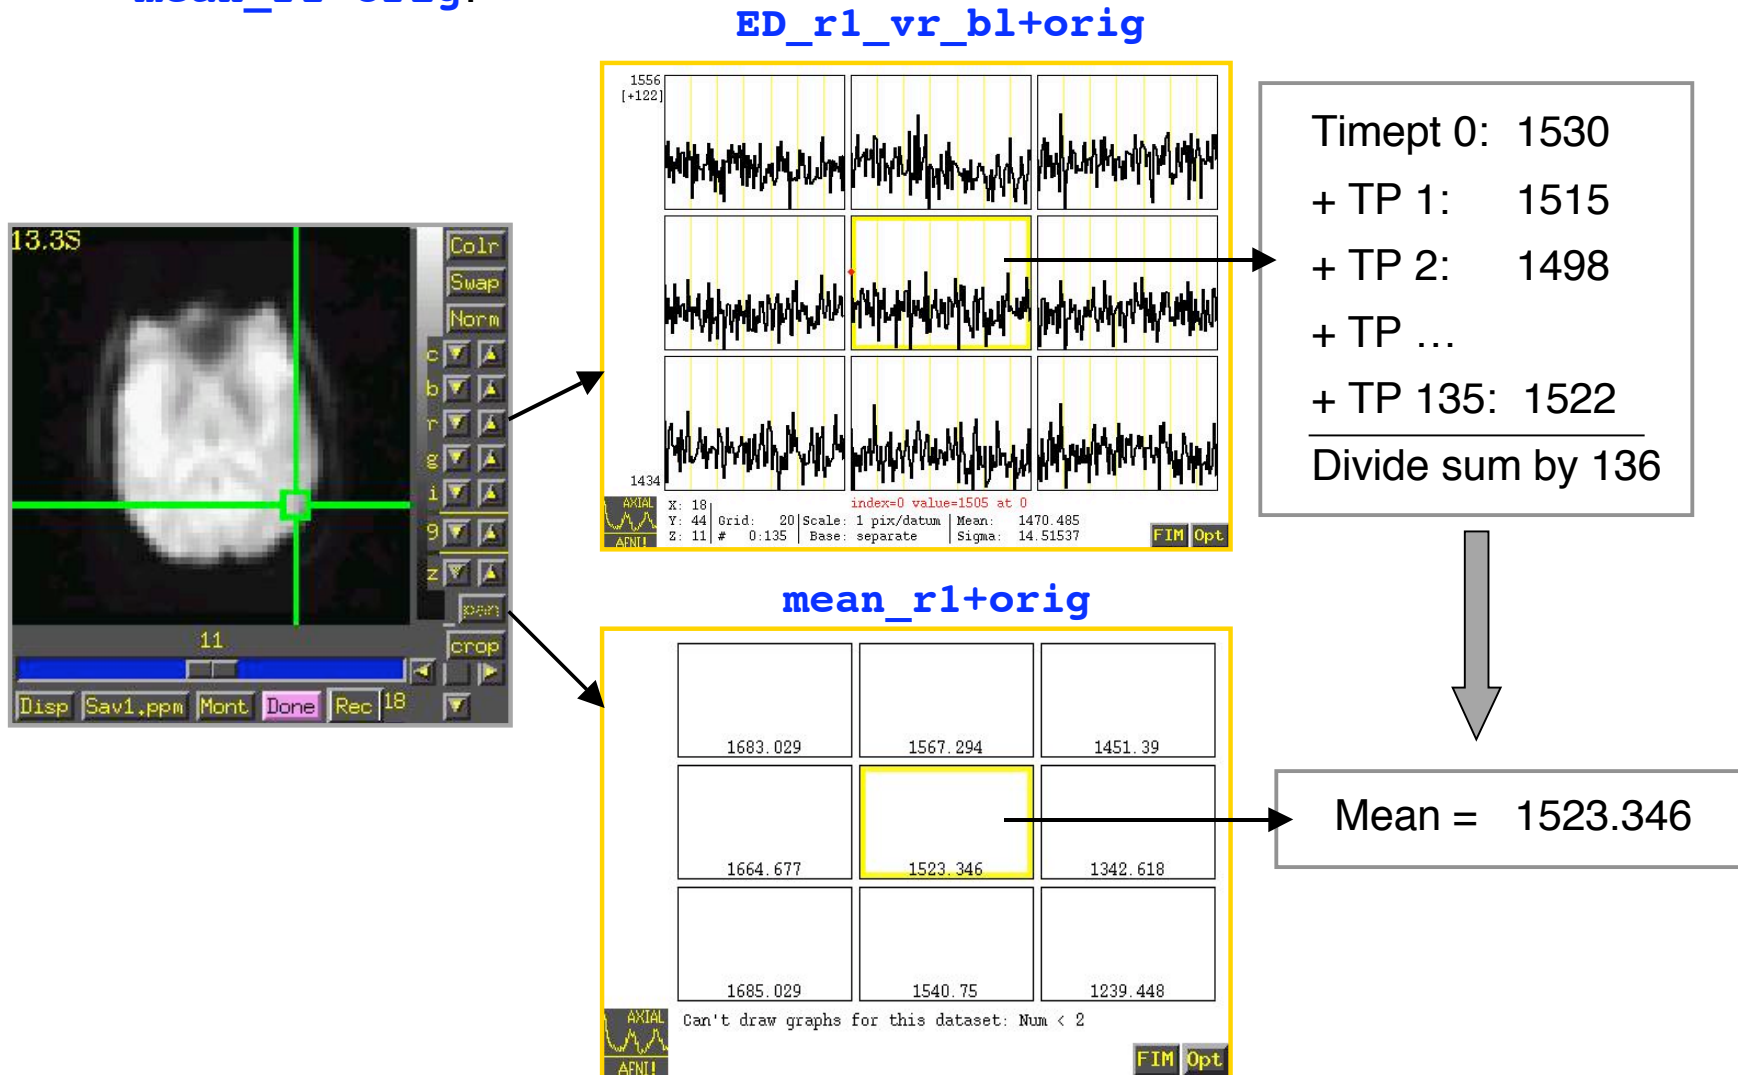 mean_r1+orig.
ED_r1_vr_bl+orig
1556
[+122]
1434
AXIAL
AFNI!
X: 18
Y: 44
Z: 11
Grid: 20
# 0:135
Scale: 1 pix/datum
Base: separate
index=0 value=1505 at 0
Mean: 1470.485
Sigma: 14.51537
FIM
Opt
Timept 0: 1530
+ TP 1: 1515
+ TP 2: 1498
+ TP …
+ TP 135: 1522
Divide sum by 136
13.3S
Colr
Swap
Norm
c
b
r
g
i
9
z
pan
crop
11
Disp
Sav1.ppm
Mont
Done
Rec
18
mean_r1+orig
1683.029
1567.294
1451.39
1664.677
1523.346
1342.618
1685.029
1540.75
1239.448
AXIAL
AFNI!
Can't draw graphs for this dataset: Num < 2
FIM
Opt
Mean = 1523.346